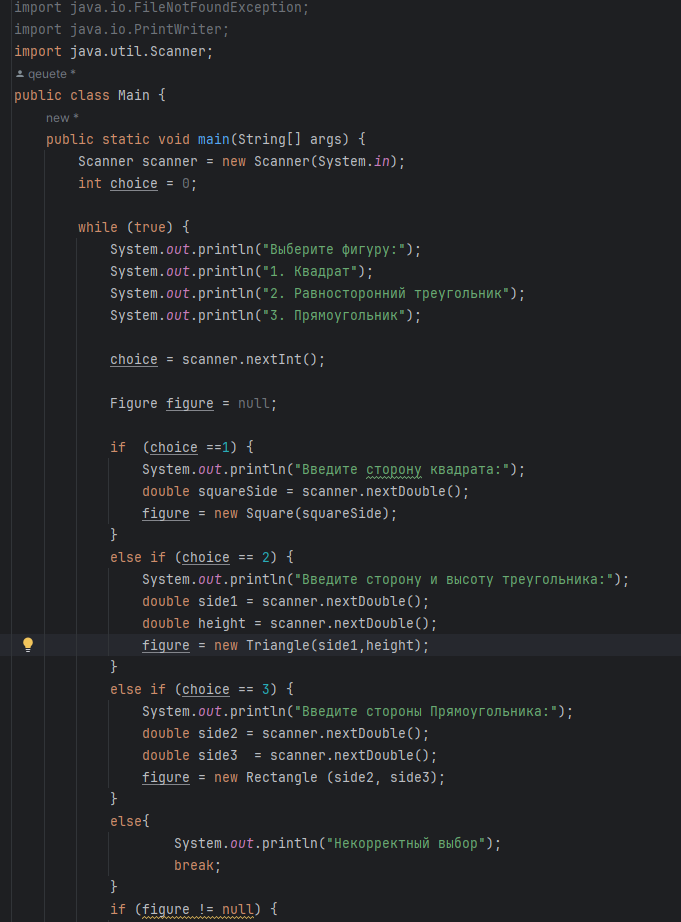 import java.io.FileNotFoundException;
import java.io.PrintWriter;
import java.util.Scanner;
qeuete *
public class Main {
new *
public static void main(String[] args) {
Scanner scanner = new Scanner(System.in);
int choice = 0;
while (true) {
System.out.println("Выберите фигуру:");
System.out.println("1. Квадрат");
System.out.println("2. Равносторонний треугольник");
System.out.println("3. Прямоугольник");
choice = scanner.nextInt();
Figure figure = null;
if  (choice ==1) {
System.out.println("Введите сторону квадрата:");
double squareSide = scanner.nextDouble();
figure = new Square(squareSide);
}
else if (choice == 2) {
System.out.println("Введите сторону и высоту треугольника:");
double side1 = scanner.nextDouble();
double height = scanner.nextDouble();
figure = new Triangle(side1,height);
}
else if (choice == 3) {
System.out.println("Введите стороны Прямоугольника:");
double side2 = scanner.nextDouble();
double side3  = scanner.nextDouble();
figure = new Rectangle (side2, side3);
}
else{
System.out.println("Некорректный выбор");
break;
}
if (figure != null) {